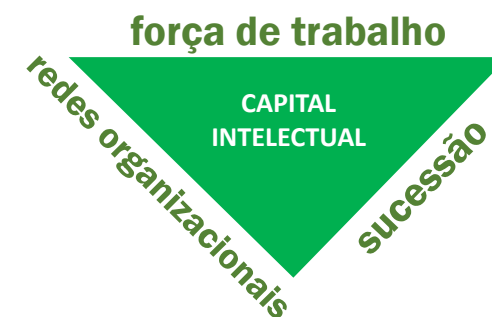 força de trabalho
redes organizacionais
CAPITAL
INTELECTUAL
sucessão